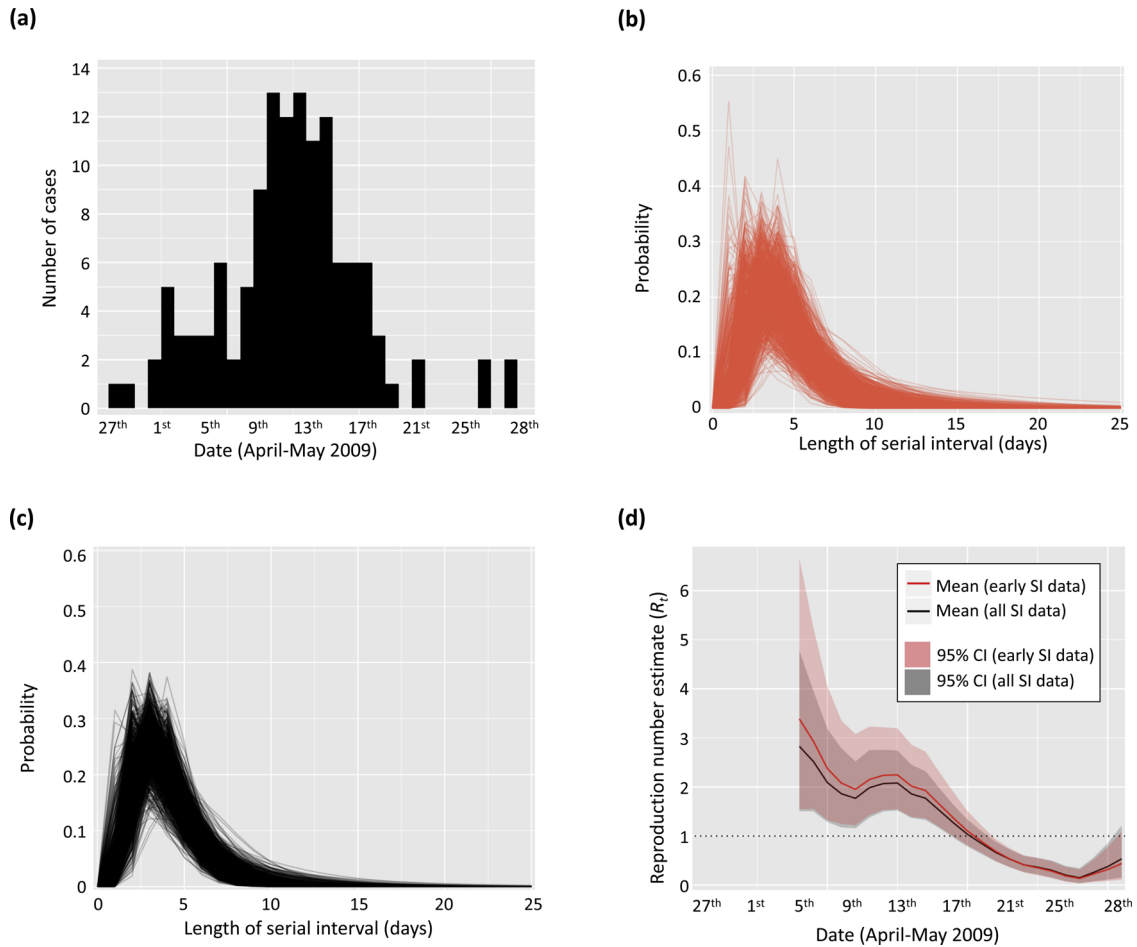 (a)
14
12
10
8
6
4
2
0
Number of cases
27th 1st 5th 9th 13th 17th 21st 25th 28th
Date (April-May 2009)
(b)
0.6
0.5
0.4
0.3
0.2
0.1
0
Probability
0 5 10 15 20 25
Length of serial interval (days)
(c)
0.6
0.5
0.4
0.3
0.2
0.1
0
Probability
0 5 10 15 20 25
Length of serial interval (days)
(d)
6
5
4
3
2
1
0
Reproduction number estimate (Rt)
Mean (early SI data)
Mean (all SI data)
95% CI (early SI data)
95% CI (all SI data)
27th 1st 5th 9th 13th 17th 21st 25th 28th
Date (April-May 2009)